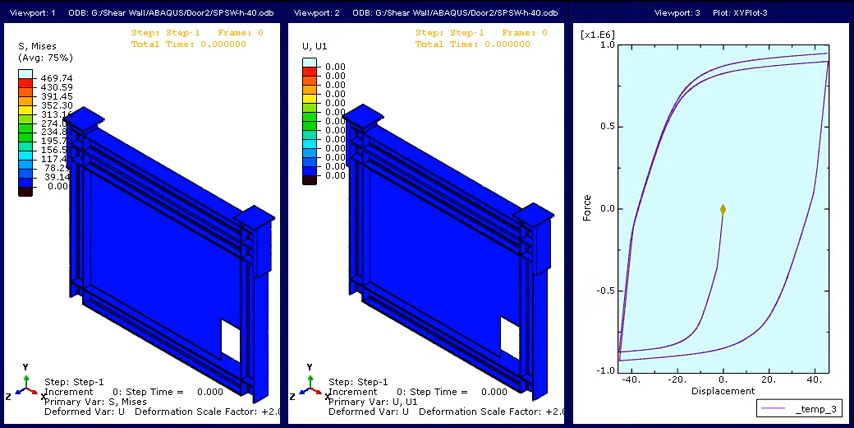 Viewport: 1 ODB: G:/Shear Wall/ABAQUS/Door2/SPSW-h-40.odb
Step: Step-1 Frame: 0
Total Time: 0.000000
S, Mises
(Avg: 75%)
469.74
430.59
391.45
352.30
313.16
274.0
234.8
195.7
156.5
117.4
78.29
39.14
0.00
Y
Z
X
Step: Step-1
Increment 0: Step Time = 0.000
Primary Var: S, Mises
Deformed Var: U Deformation Scale Factor: +2.0
Viewport: 2 ODB: G:/Shear Wall/ABAQUS/Door2/SPSW-h-40.odb
Step: Step-1 Frame: 0
Total Time: 0.000000
U, U1
0.00
0.00
0.00
0.00
0.00
0.00
0.00
0.00
0.00
0.00
0.00
0.00
0.00
Y
Z
X
Step: Step-1
Increment 0: Step Time = 0.000
Primary Var: U, U1
Deformed Var: U Deformation Scale Factor: +2.0
Viewport: 3 Plot: XYPlot-3
[x1.E6]
1.0
0.5
0.0
-0.5
-1.0
Force
-40. -20. 0. 20. 40.
Displacement
_temp_3